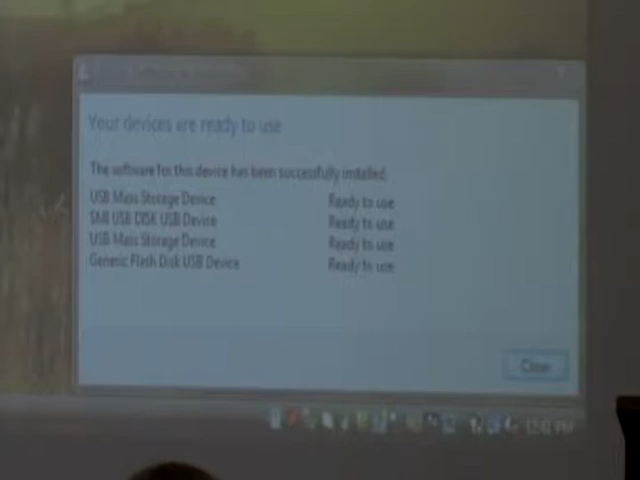 Your devices are ready to use
The software for this device has been successfully installed.
USB Mass Storage Device Ready to use
SMI USB DISK USB Device Ready to use
USB Mass Storage Device Ready to use
Generic Flash Disk USB Device Ready to use
Close